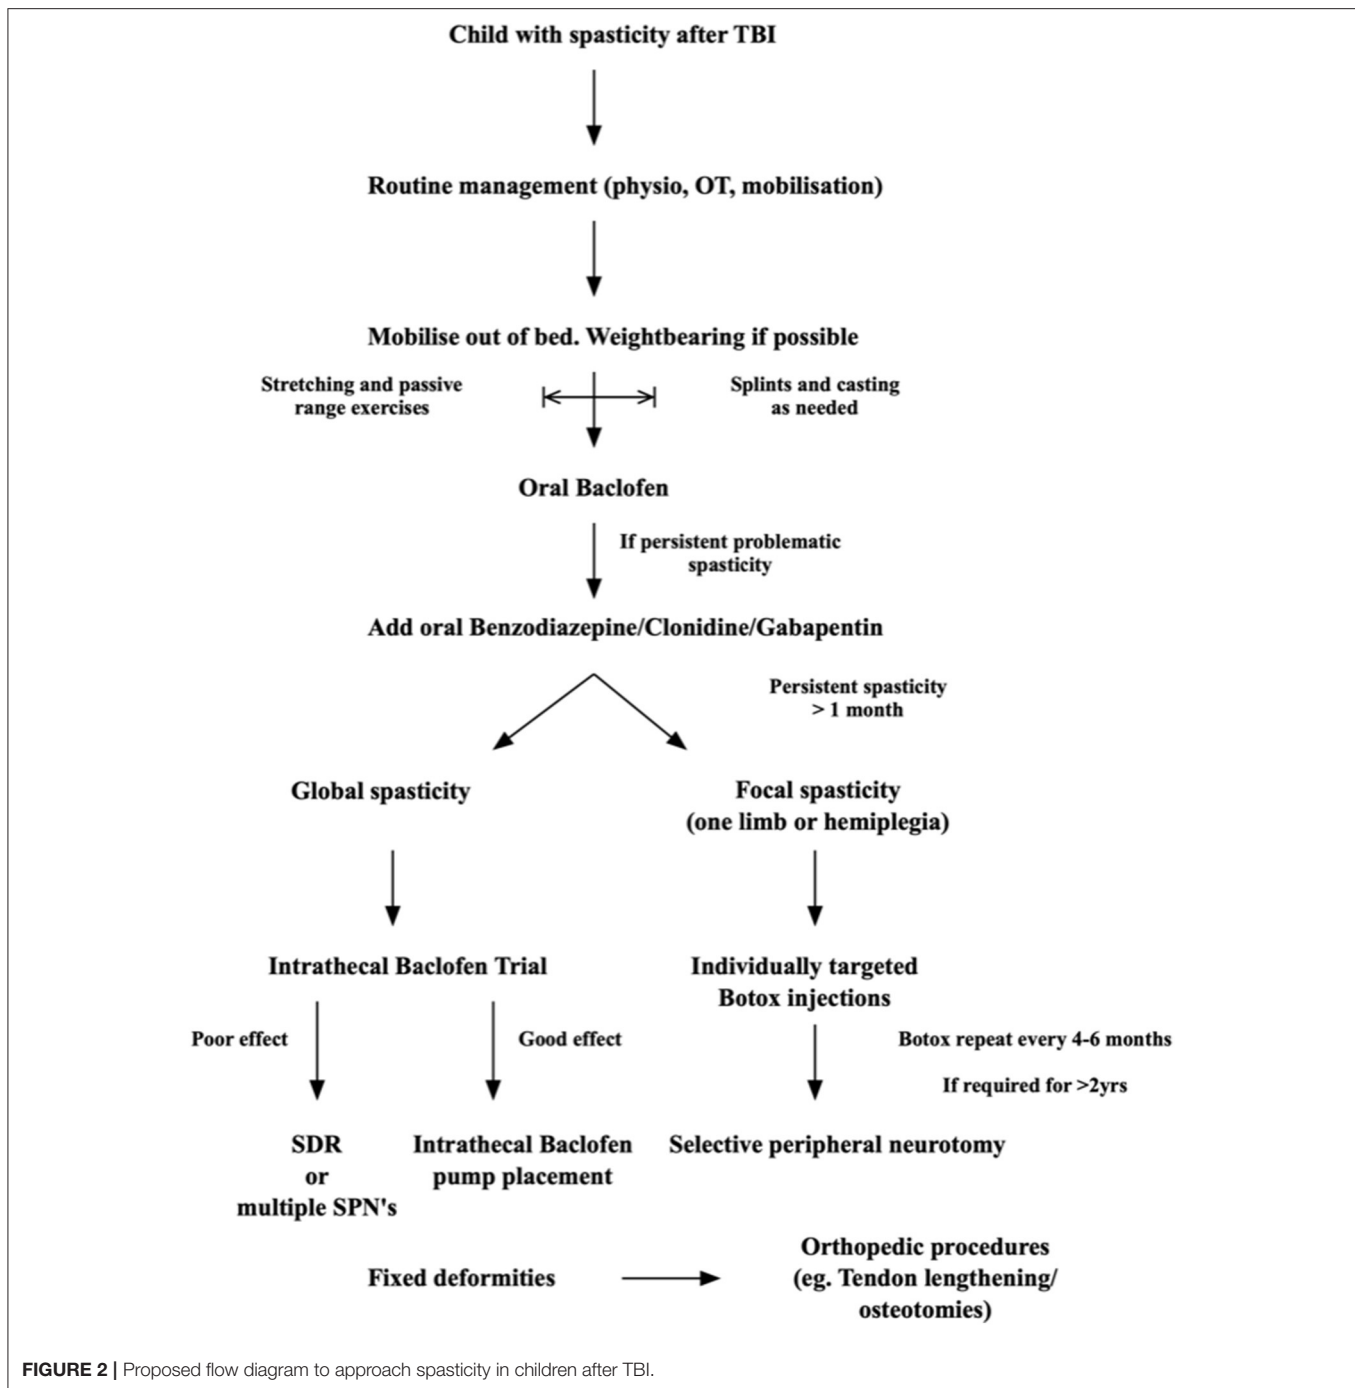 Child with spasticity after TBI
Routine management (physio, OT, mobilisation)
Mobilise out of bed. Weightbearing if possible
Stretching and passive
range exercises
Splints and casting
as needed
Oral Baclofen
If persistent problematic
spasticity
Add oral Benzodiazepine/Clonidine/Gabapentin
Persistent spasticity
> 1 month
Global spasticity
Focal spasticity
(one limb or hemiplegia)
Intrathecal Baclofen Trial
Individually targeted
Botox injections
Poor effect
Good effect
Botox repeat every 4-6 months
If required for >2yrs
SDR
or
multiple SPN's
Intrathecal Baclofen
pump placement
Selective peripheral neurotomy
Fixed deformities
Orthopedic procedures
(eg. Tendon lengthening/
osteotomies)
FIGURE 2 | Proposed flow diagram to approach spasticity in children after TBI.